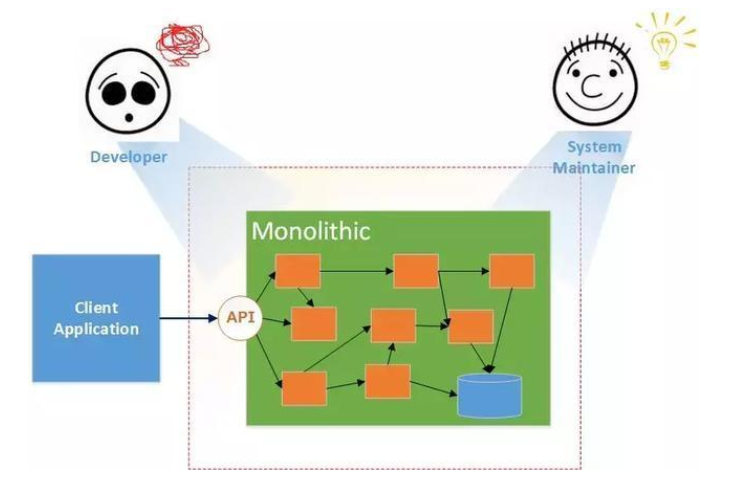 Developer
System
Maintainer
Monolithic
Client
Application
API